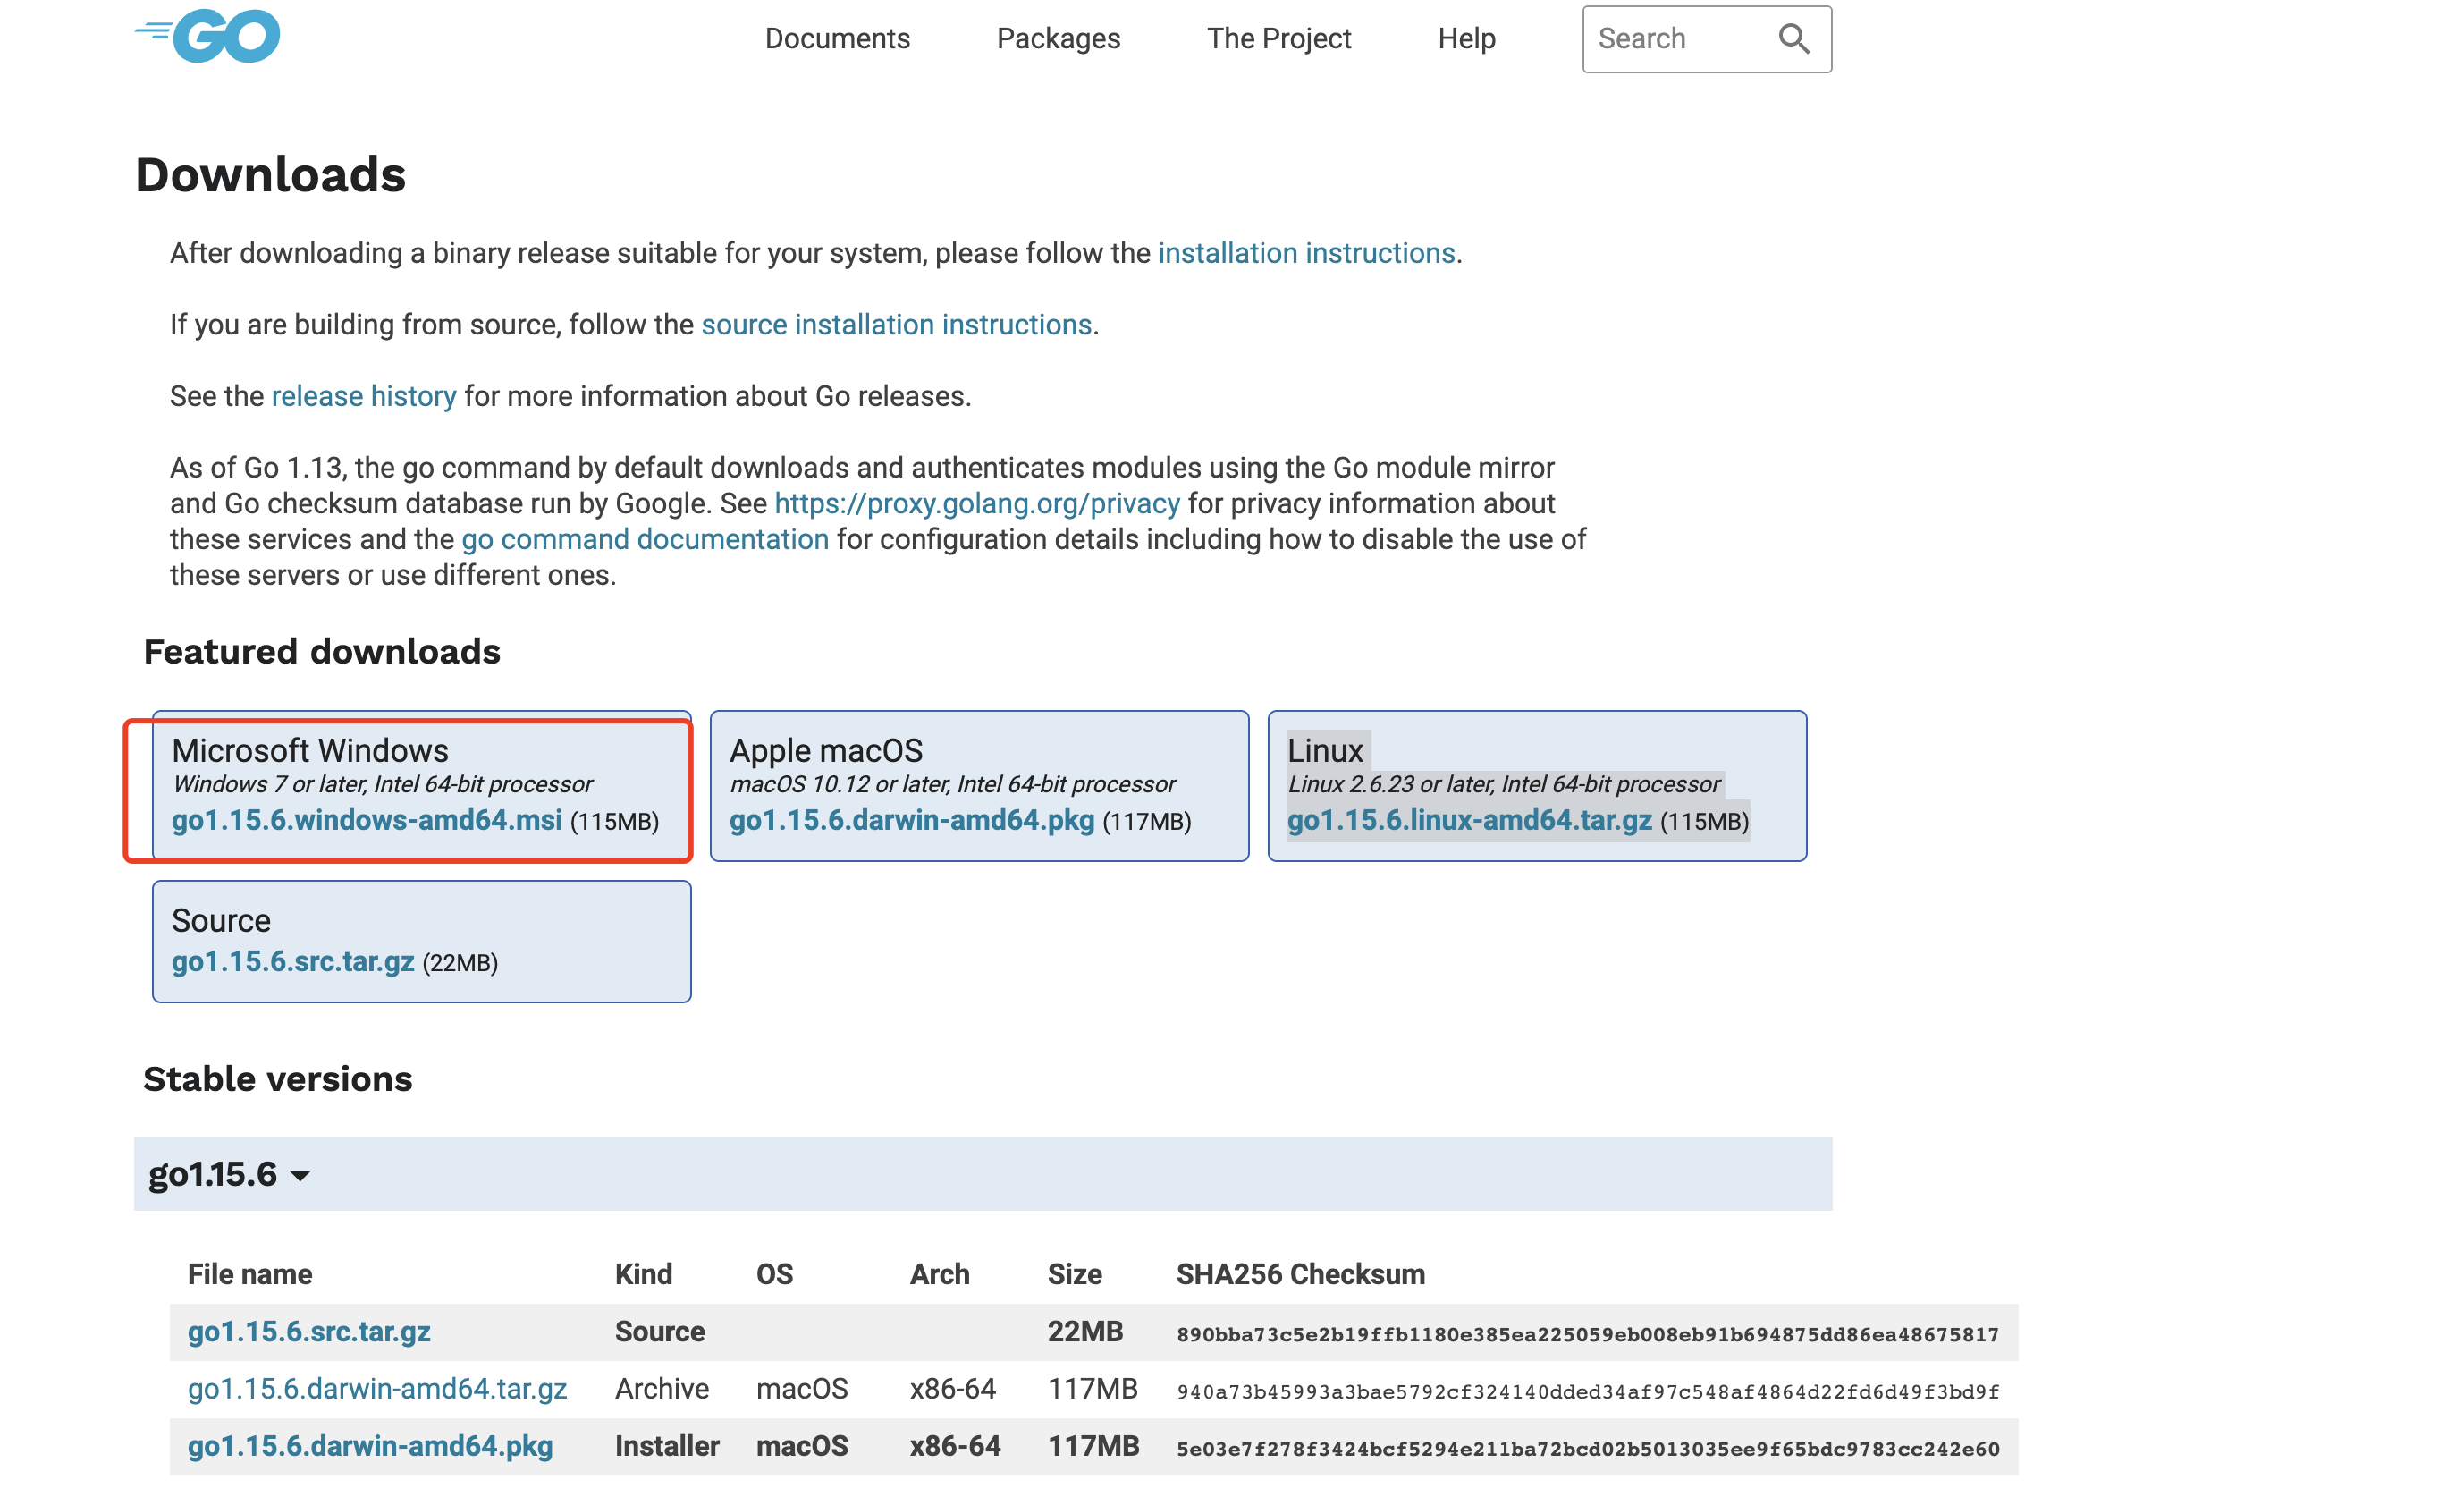 GO
Documents Packages The Project Help Search
Downloads
After downloading a binary release suitable for your system, please follow the installation instructions.
If you are building from source, follow the source installation instructions.
See the release history for more information about Go releases.
As of Go 1.13, the go command by default downloads and authenticates modules using the Go module mirror
and Go checksum database run by Google. See https://proxy.golang.org/privacy for privacy information about
these services and the go command documentation for configuration details including how to disable the use of
these servers or use different ones.
Featured downloads
Microsoft Windows
Windows 7 or later, Intel 64-bit processor
go1.15.6.windows-amd64.msi (115MB)
Apple macOS
macOS 10.12 or later, Intel 64-bit processor
go1.15.6.darwin-amd64.pkg (117MB)
Linux
Linux 2.6.23 or later, Intel 64-bit processor
go1.15.6.linux-amd64.tar.gz (115MB)
Source
go1.15.6.src.tar.gz (22MB)
Stable versions
go1.15.6
File name Kind OS Arch Size SHA256 Checksum
go1.15.6.src.tar.gz Source 22MB 890bba73c5e2b19ffb1180e385ea225059eb008eb91b694875dd86ea48675817
go1.15.6.darwin-amd64.tar.gz Archive macOS x86-64 117MB 940a73b45993a3bae5792cf324140dded34af97c548af4864d22fd6d49f3bd9f
go1.15.6.darwin-amd64.pkg Installer macOS x86-64 117MB 5e03e7f278f3424bcf5294e211ba72bcd02b5013035ee9f65bdc9783cc242e60